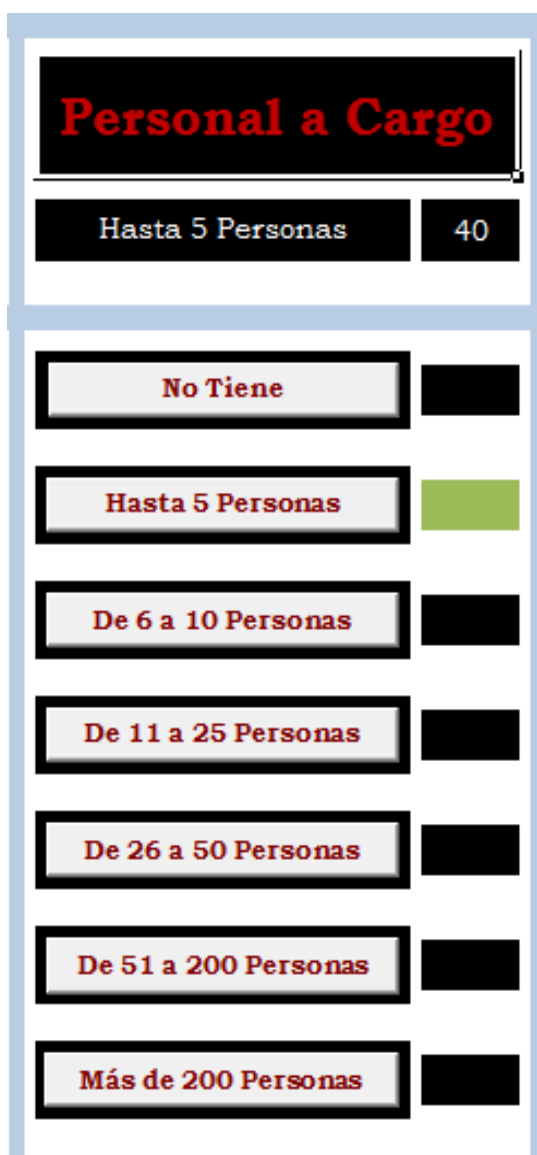 Personal a Cargo
Hasta 5 Personas 40
No Tiene
Hasta 5 Personas
De 6 a 10 Personas
De 11 a 25 Personas
De 26 a 50 Personas
De 51 a 200 Personas
Más de 200 Personas